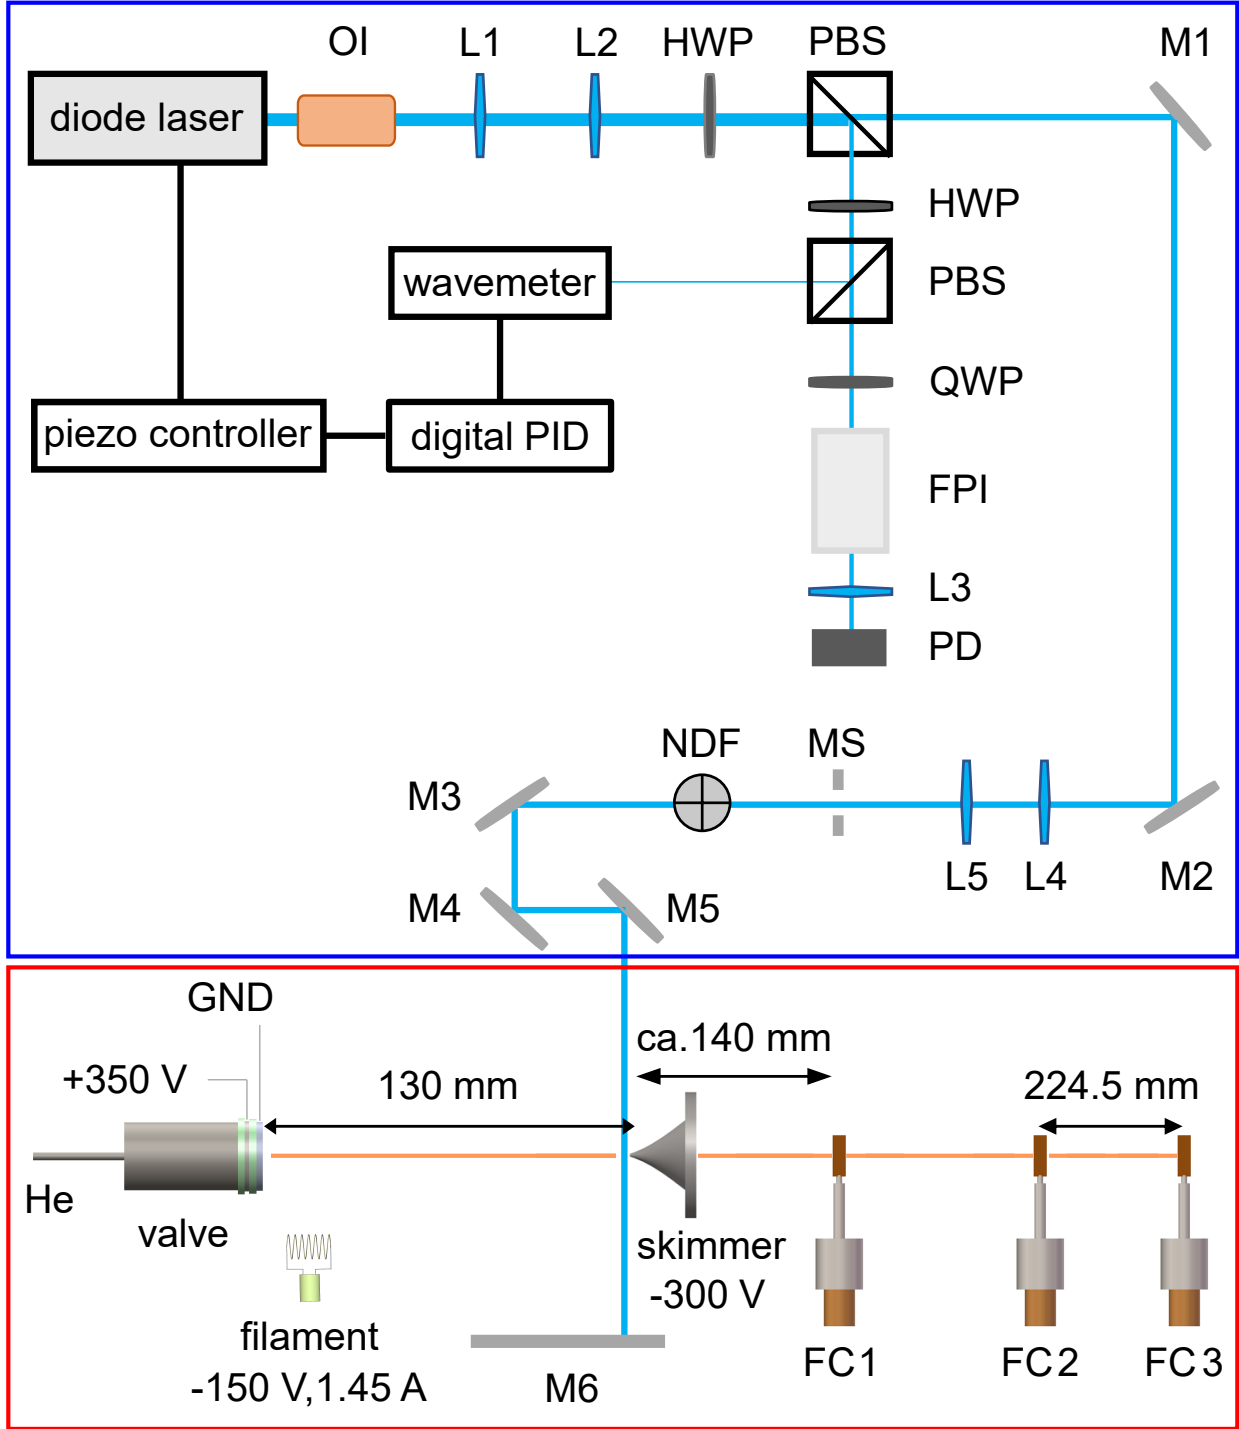 OI
L1
L2
HWP
PBS
M1
diode laser
HWP
wavemeter
PBS
QWP
piezo controller
digital PID
FPI
L3
PD
NDF
MS
M3
L5
L4
M2
M4
M5
GND
ca.140 mm
+350 V
130 mm
224.5 mm
He
valve
skimmer
-300 V
filament
-150 V,1.45 A
M6
FC1
FC2
FC3